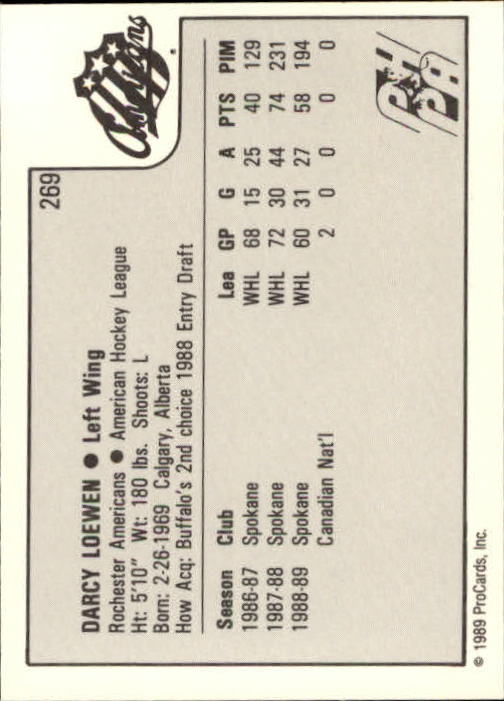 269
Americans
DARCY LOEWEN ● Left Wing
Rochester Americans ● American Hockey League
Ht: 5'10" Wt: 180 lbs. Shoots: L
Born: 2-26-1969 Calgary, Alberta
How Acq: Buffalo's 2nd choice 1988 Entry Draft
Season Club Lea GP G A PTS PIM
1986-87 Spokane WHL 68 15 25 40 129
1987-88 Spokane WHL 72 30 44 74 231
1988-89 Spokane WHL 60 31 27 58 194
Canadian Nat'l 2 0 0 0 0
© 1989 ProCards, Inc.